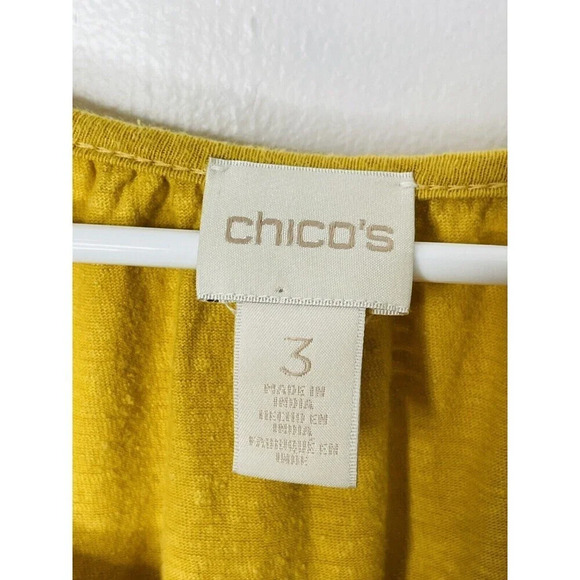 chico's
3
MADE IN
INDIA
HECHO EN
INDIA
FABRIQUÉ EN
INDE